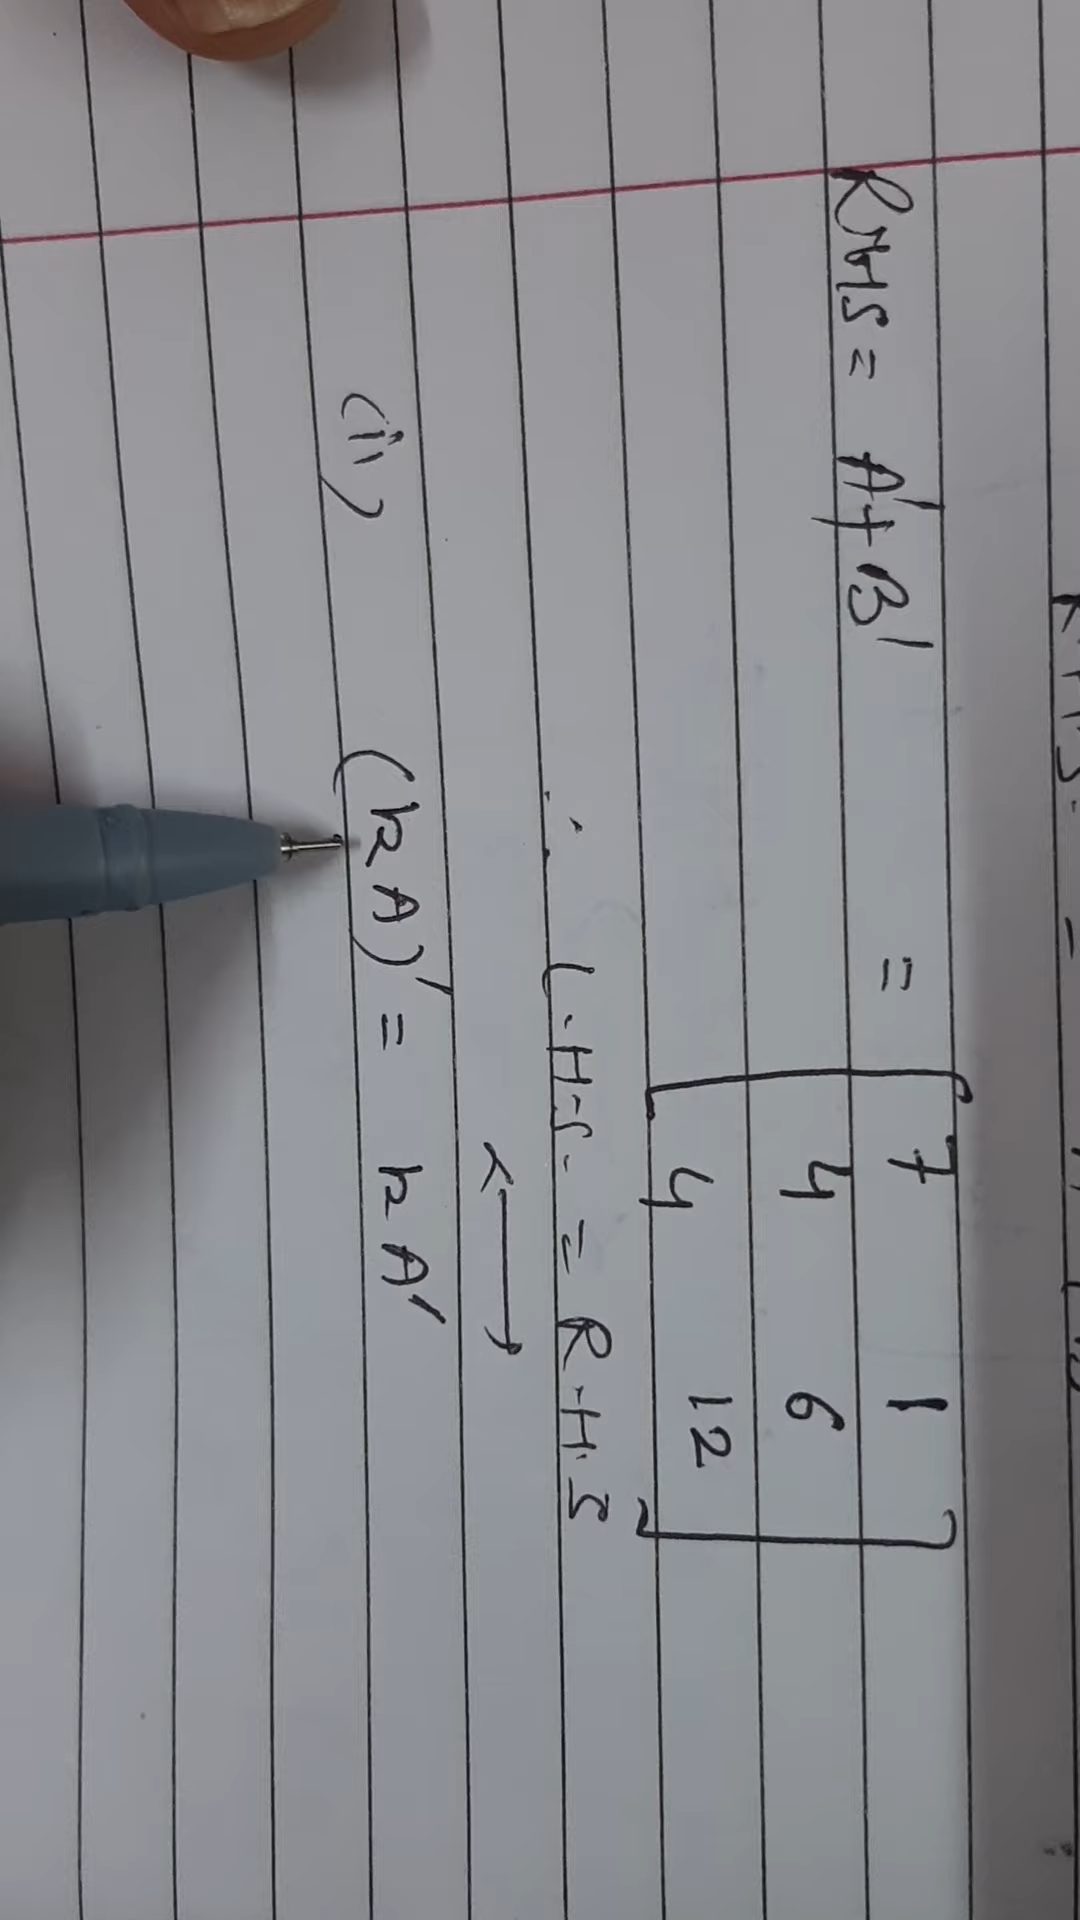 RHS = A' + B' = [ 7 1
4 6
4 12 ]
∴ L.H.S. = R.H.S
(ii) (kA)' = kA'